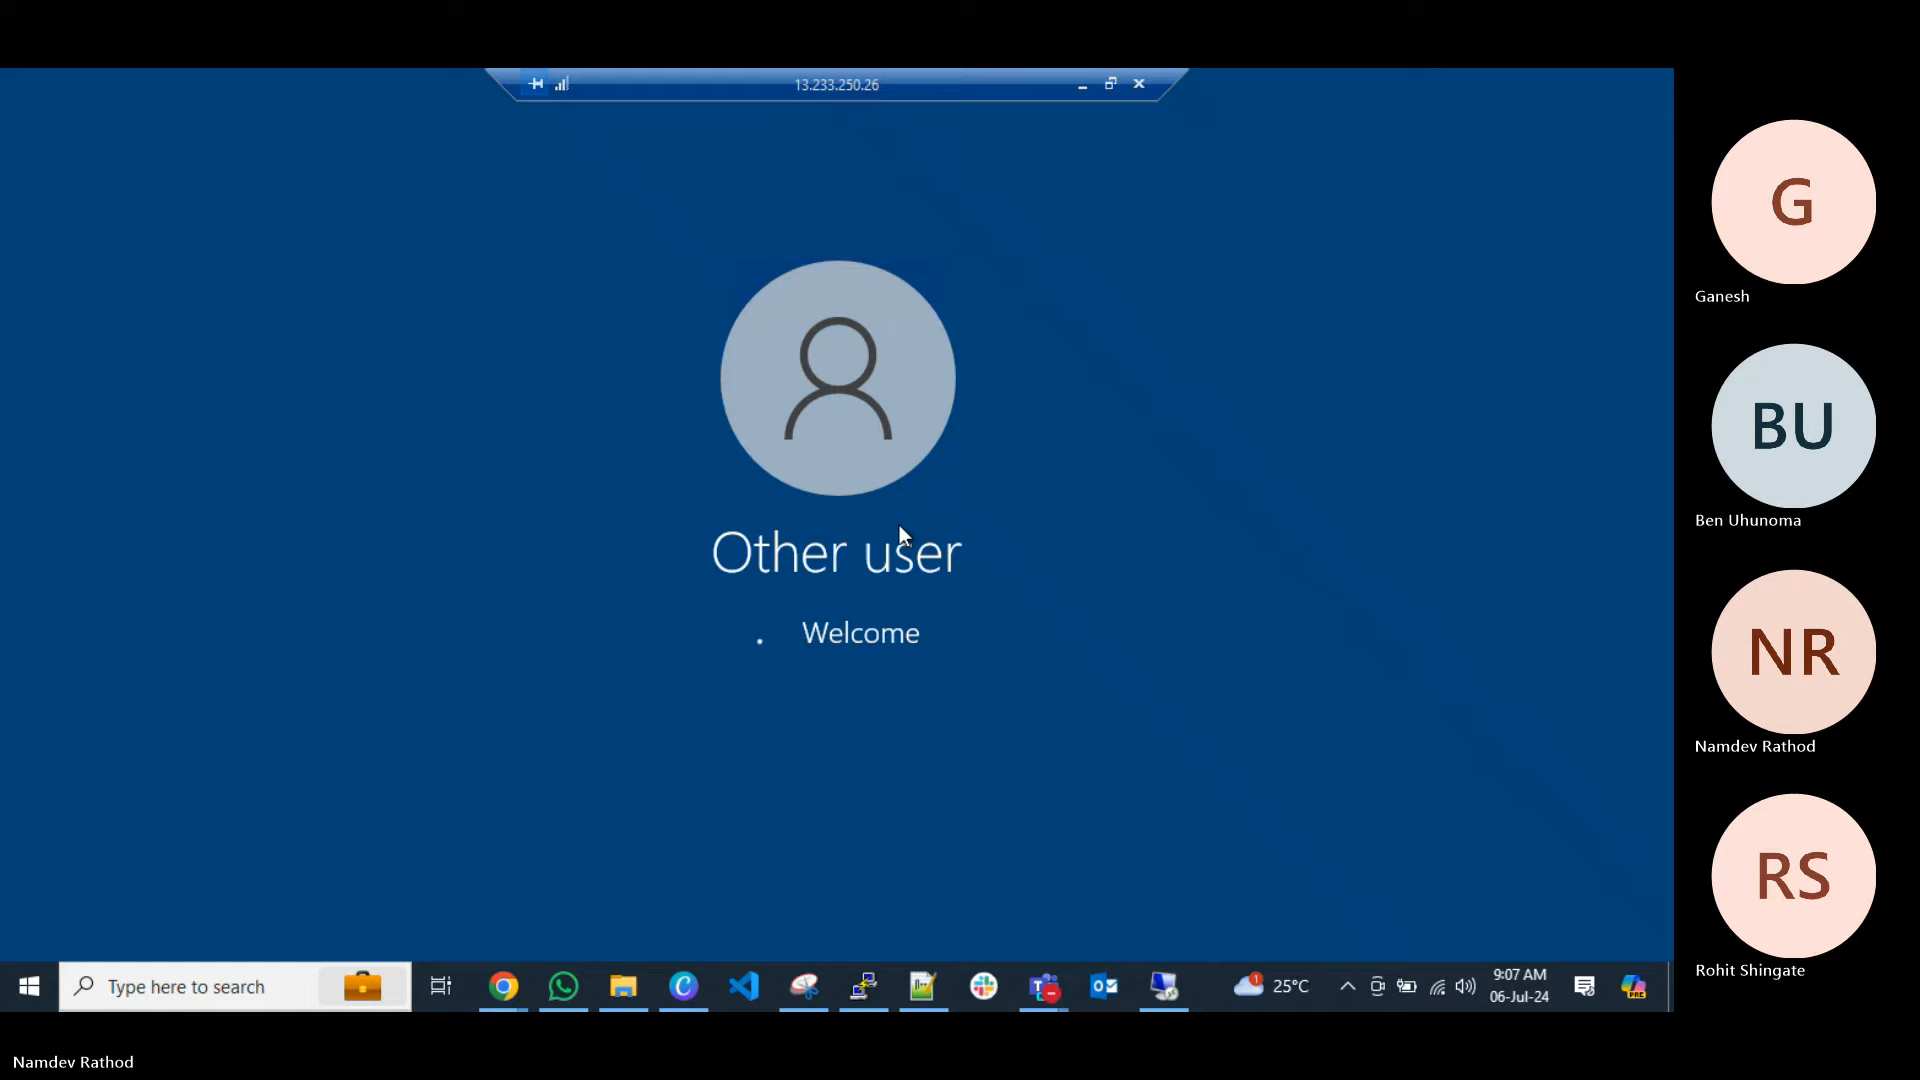 13.233.250.26
G
Ganesh
BU
Ben Uhunoma
Other user
Welcome
NR
Namdev Rathod
RS
Rohit Shingate
Type here to search
1
25°C
9:07 AM
06-Jul-24
Namdev Rathod